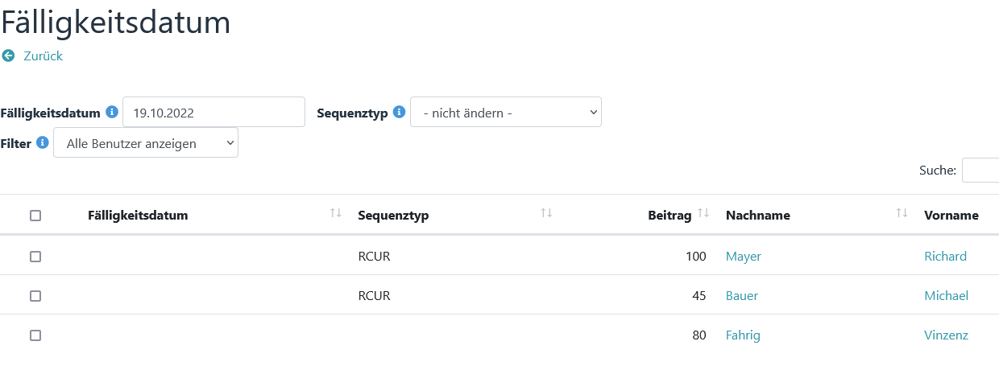 Fälligkeitsdatum
Zurück
Fälligkeitsdatum 19.10.2022 Sequenztyp - nicht ändern -
Filter Alle Benutzer anzeigen
Suche:
Fälligkeitsdatum Sequenztyp Beitrag Nachname Vorname
RCUR 100 Mayer Richard
RCUR 45 Bauer Michael
80 Fahrig Vinzenz